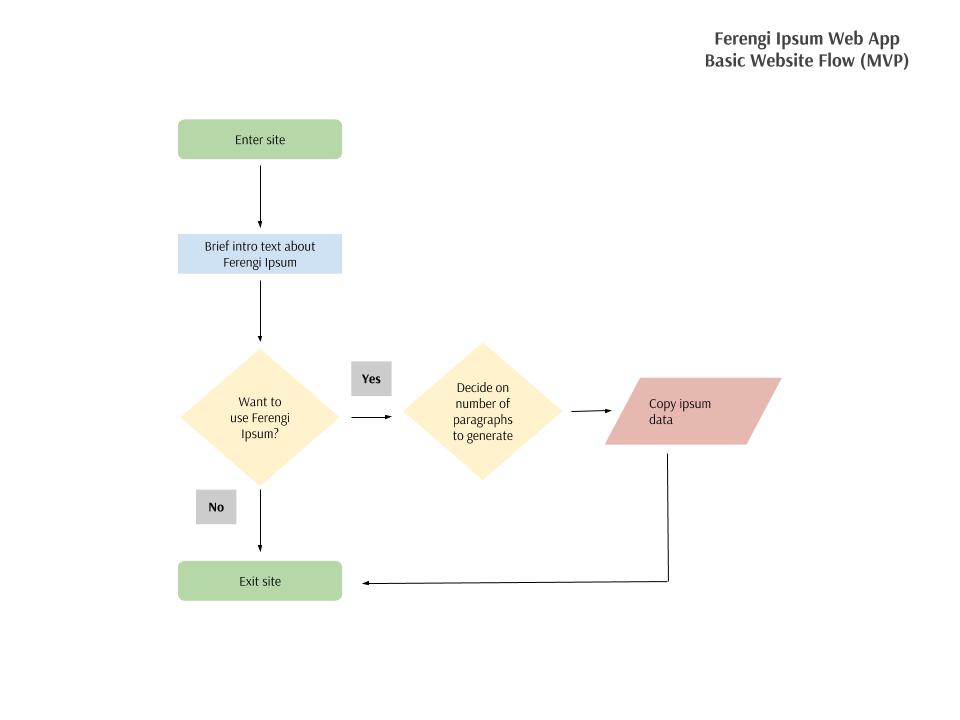 Ferengi Ipsum Web App
Basic Website Flow (MVP)
Enter site
Brief intro text about
Ferengi Ipsum
Want to
use Ferengi
Ipsum?
Yes
Decide on
number of
paragraphs
to generate
Copy ipsum
data
No
Exit site